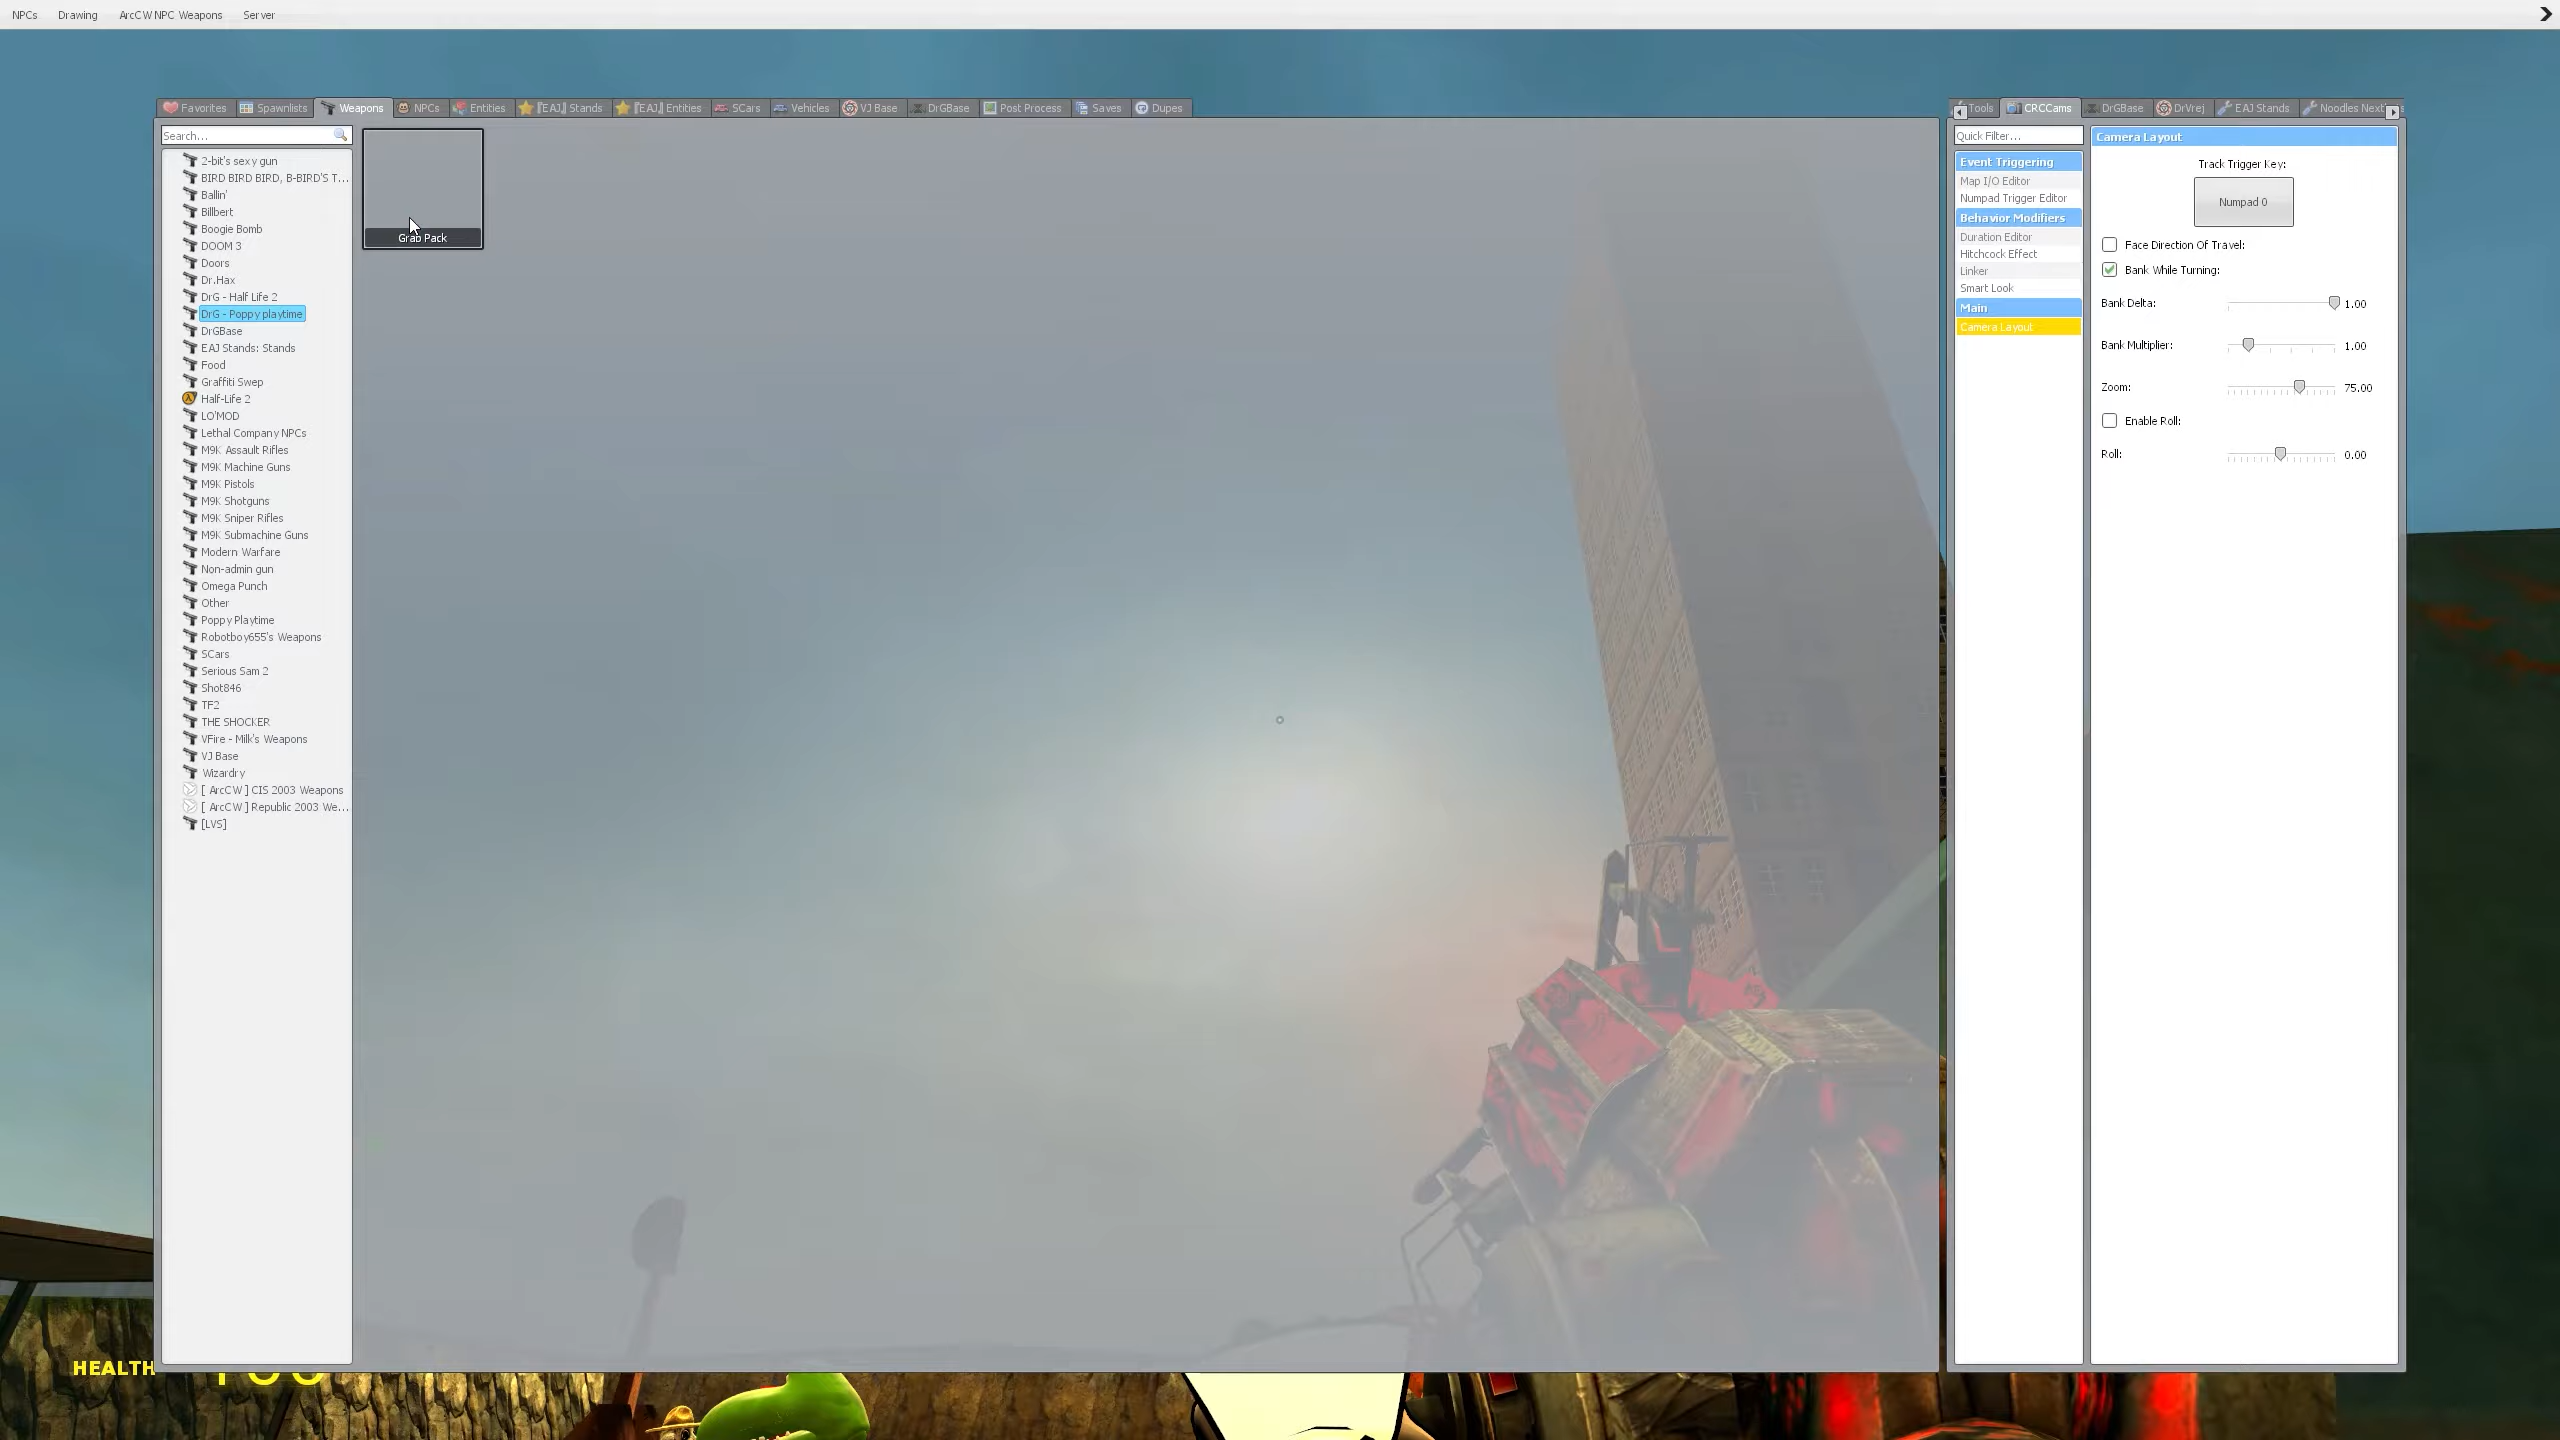 NPCs Drawing ArcCW NPC Weapons Server
Favorites Spawnlists Weapons NPCs Entities 『EAJ』 Stands 『EAJ』 Entities SCars Vehicles VJ Base DrGBase Post Process Saves Dupes
Search...
2-bit's sexy gun
BIRD BIRD BIRD, B-BIRD'S T...
Ballin'
Billbert
Boogie Bomb
DOOM 3
Doors
Dr.Hax
DrG - Half Life 2
DrG - Poppy playtime
DrGBase
EAJ Stands: Stands
Food
Graffiti Swep
Half-Life 2
LO'MOD
Lethal Company NPCs
M9K Assault Rifles
M9K Machine Guns
M9K Pistols
M9K Shotguns
M9K Sniper Rifles
M9K Submachine Guns
Modern Warfare
Non-admin gun
Omega Punch
Other
Poppy Playtime
Robotboy655's Weapons
SCars
Serious Sam 2
Shot846
TF2
THE SHOCKER
VFire - Milk's Weapons
VJ Base
Wizardry
[ ArcCW ] CIS 2003 Weapons
[ ArcCW ] Republic 2003 We...
[LVS]
Grab Pack
Tools CRCCams DrGBase DrVrej EAJ Stands Noodles Next
Quick Filter...
Event Triggering
Map I/O Editor
Numpad Trigger Editor
Behavior Modifiers
Duration Editor
Hitchcock Effect
Linker
Smart Look
Main
Camera Layout
Camera Layout
Track Trigger Key:
Numpad 0
Face Direction Of Travel:
Bank While Turning:
Bank Delta: 1.00
Bank Multiplier: 1.00
Zoom: 75.00
Enable Roll:
Roll: 0.00
HEALTH